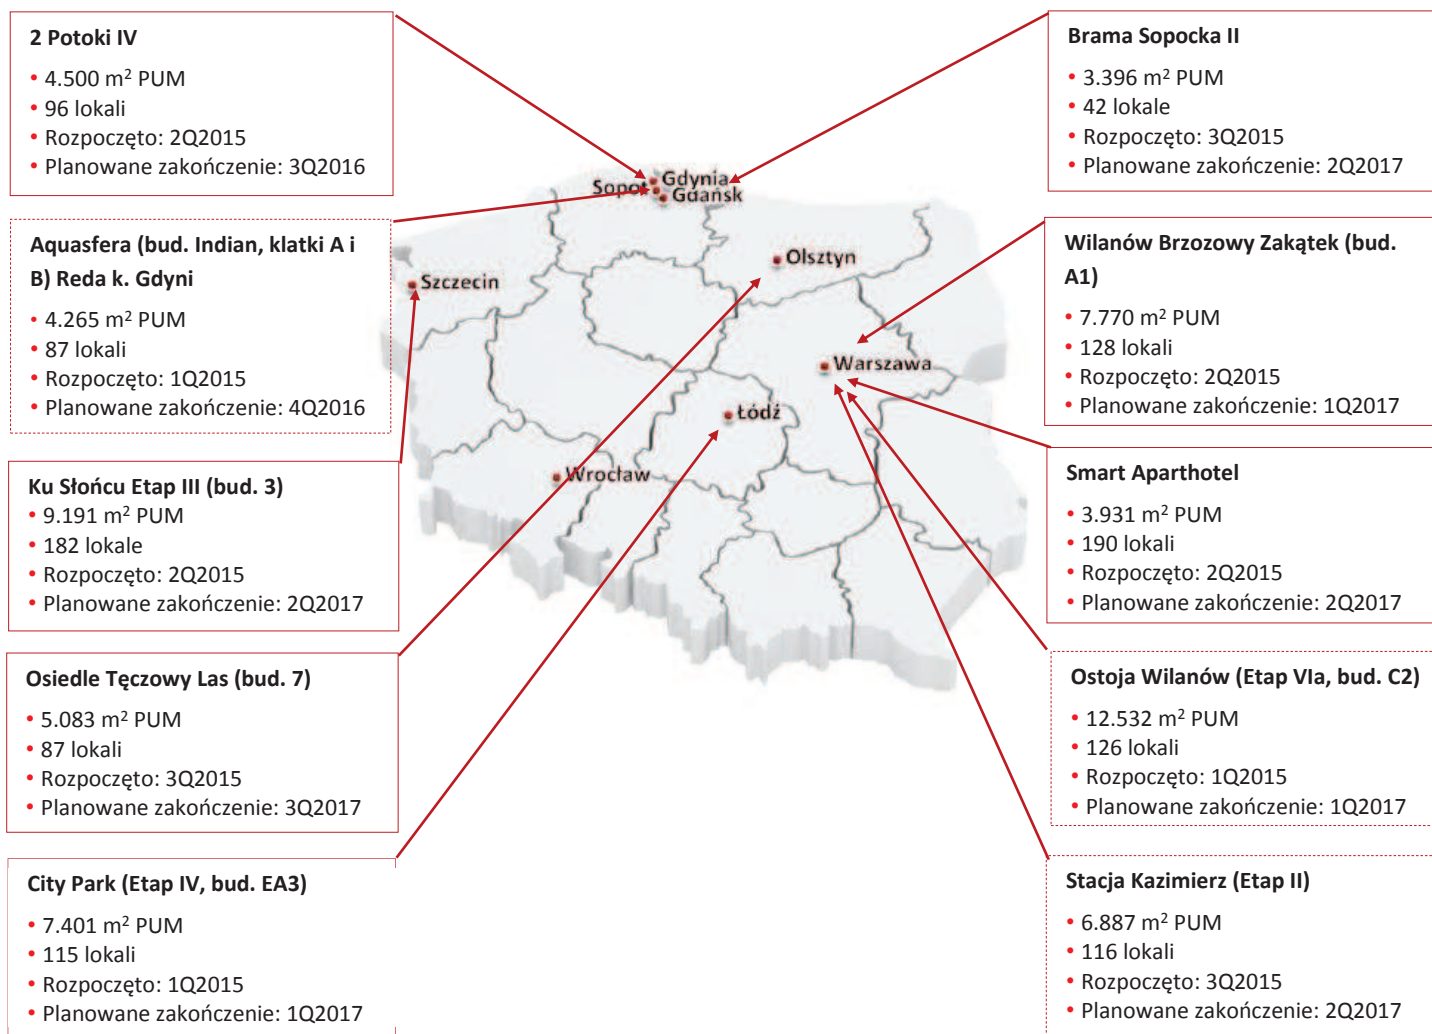 2 Potoki IV
• 4.500 m² PUM
• 96 lokali
• Rozpoczęto: 2Q2015
• Planowane zakończenie: 3Q2016
Aquasfera (bud. Indian, klatki A i
B) Reda k. Gdyni
• 4.265 m² PUM
• 87 lokali
• Rozpoczęto: 1Q2015
• Planowane zakończenie: 4Q2016
Ku Słońcu Etap III (bud. 3)
• 9.191 m² PUM
• 182 lokale
• Rozpoczęto: 2Q2015
• Planowane zakończenie: 2Q2017
Osiedle Tęczowy Las (bud. 7)
• 5.083 m² PUM
• 87 lokali
• Rozpoczęto: 3Q2015
• Planowane zakończenie: 3Q2017
City Park (Etap IV, bud. EA3)
• 7.401 m² PUM
• 115 lokali
• Rozpoczęto: 1Q2015
• Planowane zakończenie: 1Q2017
Gdynia
Sopot
Gdańsk
Olsztyn
Szczecin
Warszawa
Łódź
Wrocław
Brama Sopocka II
• 3.396 m² PUM
• 42 lokale
• Rozpoczęto: 3Q2015
• Planowane zakończenie: 2Q2017
Wilanów Brzozowy Zakątek (bud.
A1)
• 7.770 m² PUM
• 128 lokali
• Rozpoczęto: 2Q2015
• Planowane zakończenie: 1Q2017
Smart Aparthotel
• 3.931 m² PUM
• 190 lokali
• Rozpoczęto: 2Q2015
• Planowane zakończenie: 2Q2017
Ostoja Wilanów (Etap VIa, bud. C2)
• 12.532 m² PUM
• 126 lokali
• Rozpoczęto: 1Q2015
• Planowane zakończenie: 1Q2017
Stacja Kazimierz (Etap II)
• 6.887 m² PUM
• 116 lokali
• Rozpoczęto: 3Q2015
• Planowane zakończenie: 2Q2017